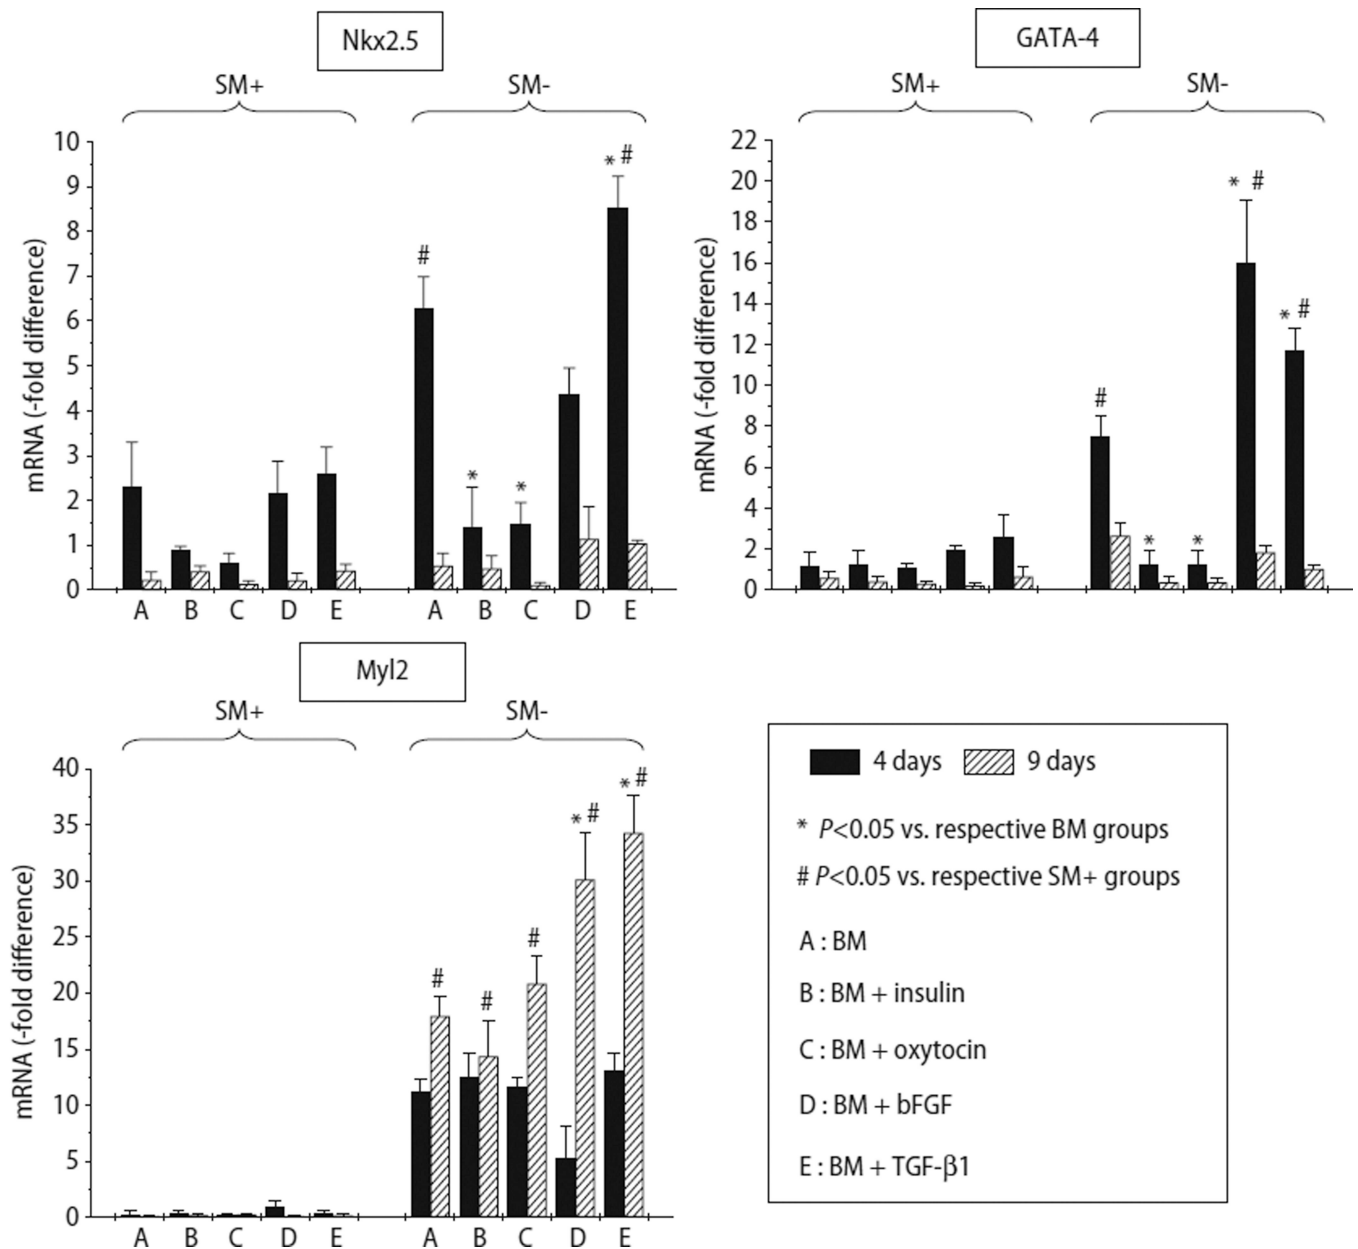 Nkx2.5
SM+ SM-
mRNA (-fold difference)
10
9
8
7
6
5
4
3
2
1
0
# * * * #
A B C D E A B C D E
GATA-4
SM+ SM-
mRNA (-fold difference)
22
20
18
16
14
12
10
8
6
4
2
0
# * * * # * #
Myl2
SM+ SM-
mRNA (-fold difference)
40
35
30
25
20
15
10
5
0
# # # * # * #
A B C D E A B C D E
4 days 9 days
* P<0.05 vs. respective BM groups
# P<0.05 vs. respective SM+ groups
A : BM
B : BM + insulin
C : BM + oxytocin
D : BM + bFGF
E : BM + TGF-β1